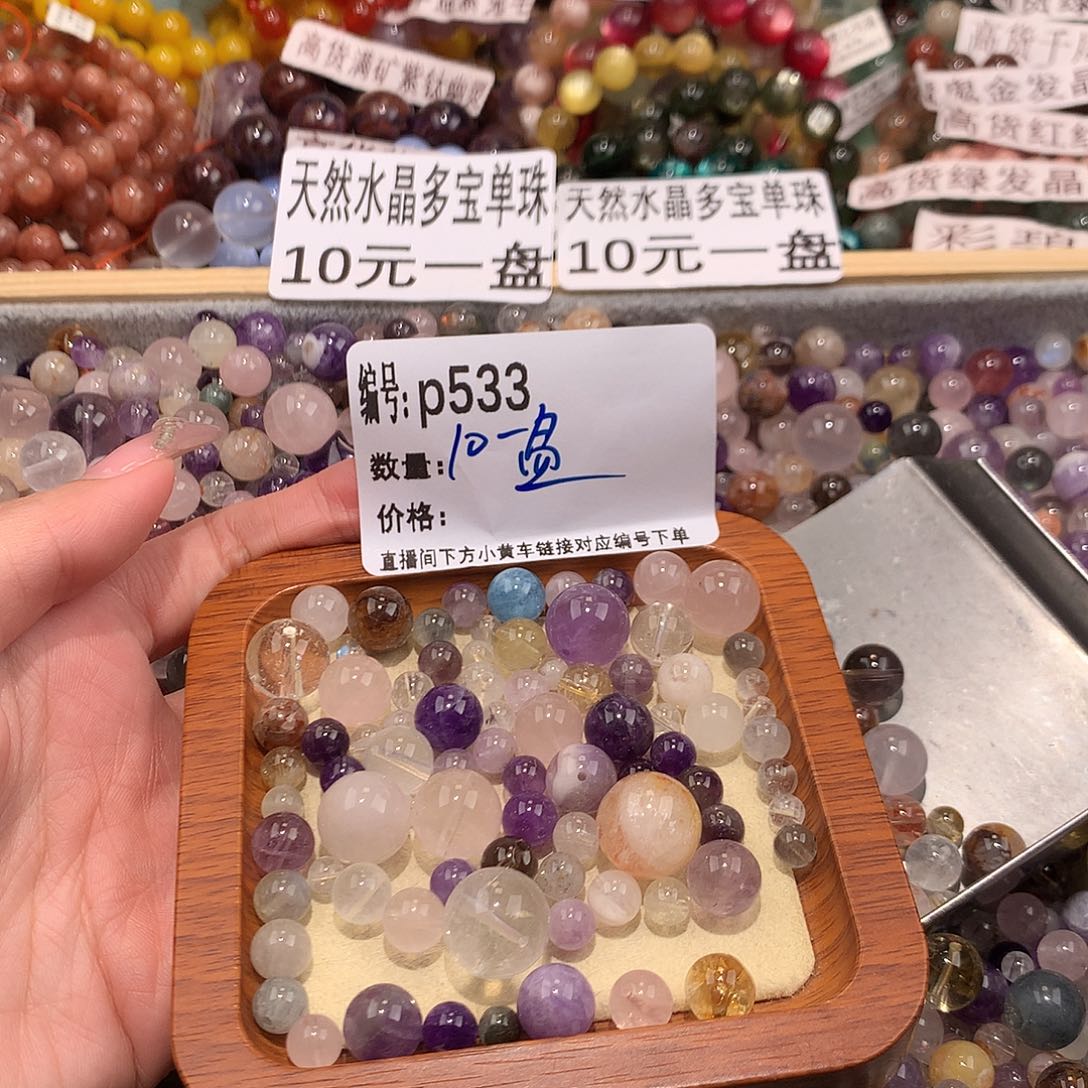 高货满矿紫钛幽灵
高货
天然水晶多宝单珠
10元一盘
天然水晶多宝单珠
10元一盘
高货绿发晶
高货红
编号:p533
数量:10一盘
价格:
直播间下方小黄车链接对应编号下单